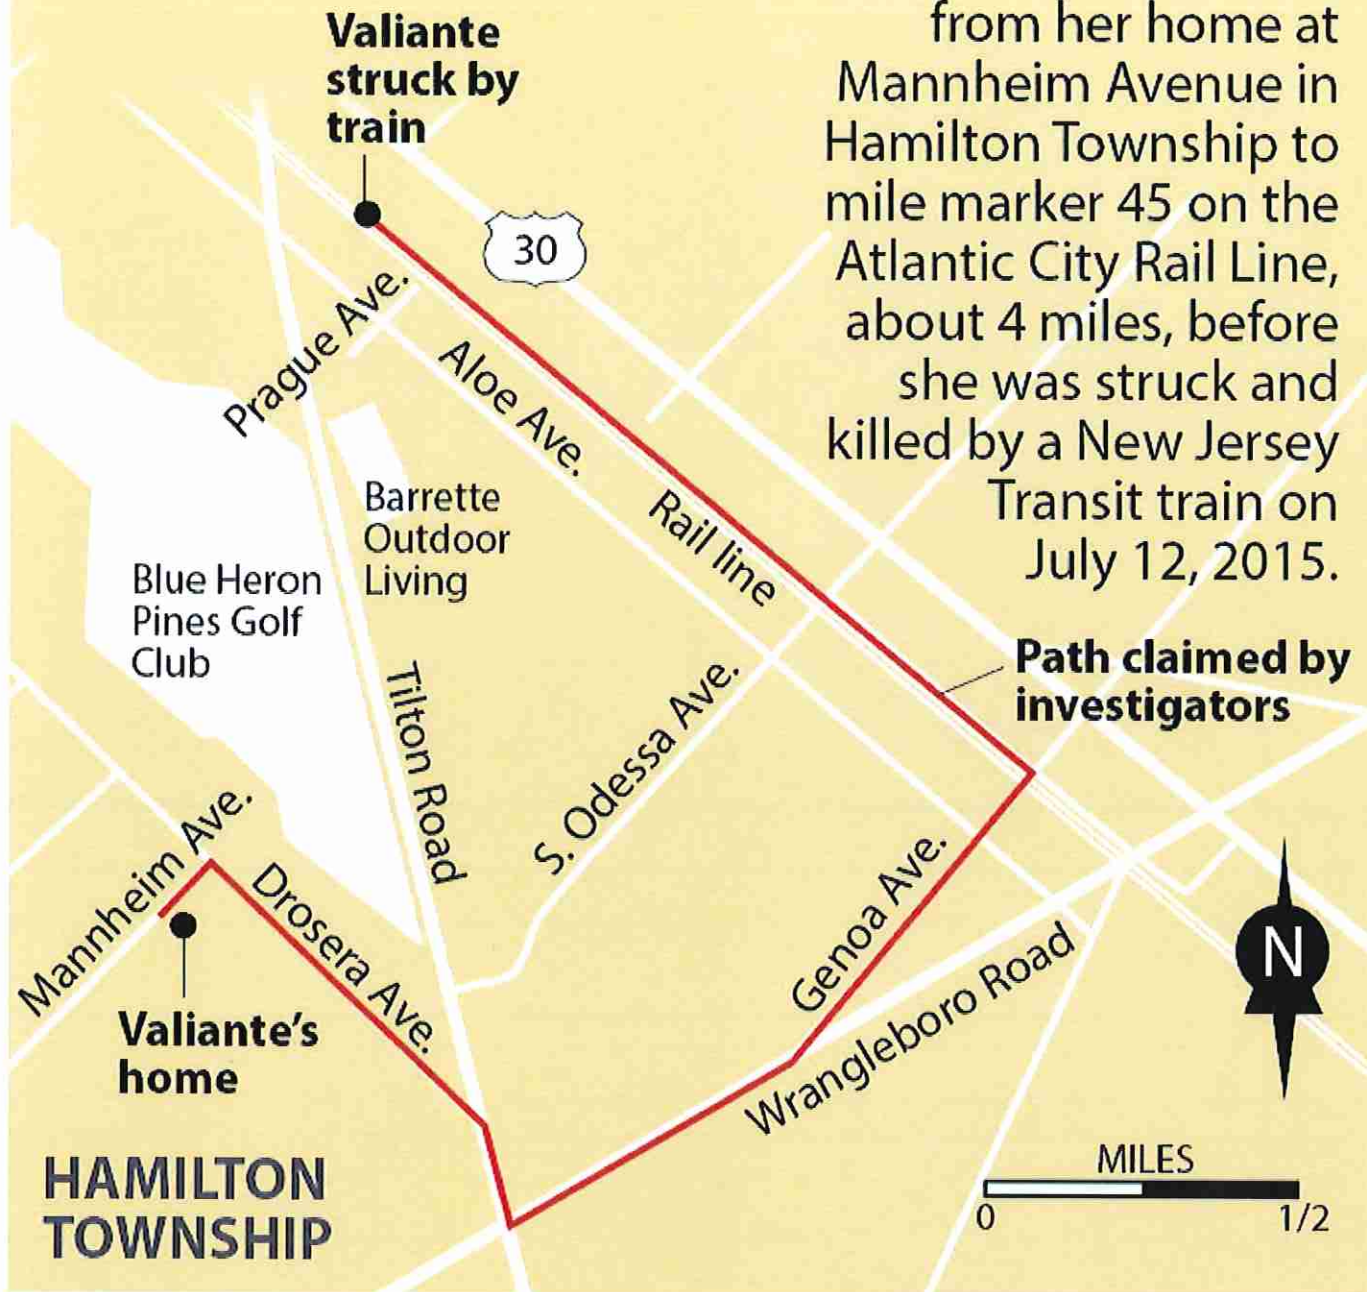 Valiante
struck by
train
from her home at
Mannheim Avenue in
Hamilton Township to
mile marker 45 on the
Atlantic City Rail Line,
about 4 miles, before
she was struck and
killed by a New Jersey
Transit train on
July 12, 2015.
30
Prague Ave.
Aloe Ave.
Rail line
Barrette
Outdoor
Living
Blue Heron
Pines Golf
Club
Path claimed by
investigators
Tilton Road
S. Odessa Ave.
Mannheim Ave.
Drosera Ave.
Genoa Ave.
Wrangleboro Road
N
Valiante's
home
HAMILTON
TOWNSHIP
MILES
0 1/2